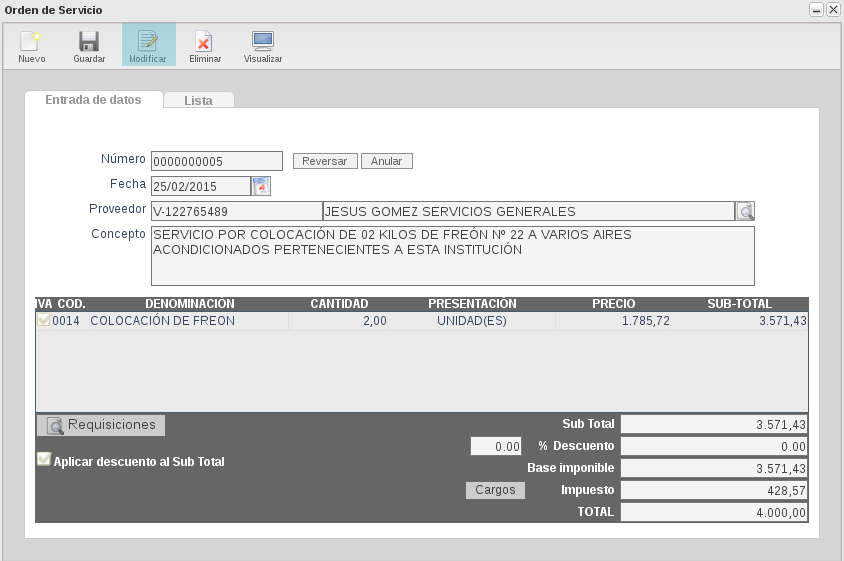 Orden de Servicio
Nuevo Guardar Modificar Eliminar Visualizar
Entrada de datos Lista
Número 0000000005 Reversar Anular
Fecha 25/02/2015
Proveedor V-122765489 JESUS GOMEZ SERVICIOS GENERALES
Concepto SERVICIO POR COLOCACIÓN DE 02 KILOS DE FREÓN Nº 22 A VARIOS AIRES
ACONDICIONADOS PERTENECIENTES A ESTA INSTITUCIÓN
IVA COD. DENOMINACIÓN CANTIDAD PRESENTACIÓN PRECIO SUB-TOTAL
0014 COLOCACIÓN DE FREON 2,00 UNIDAD(ES) 1.785,72 3.571,43
Requisiciones Sub Total 3.571,43
0.00 % Descuento 0.00
Aplicar descuento al Sub Total
Base imponible 3.571,43
Cargos Impuesto 428,57
TOTAL 4.000,00